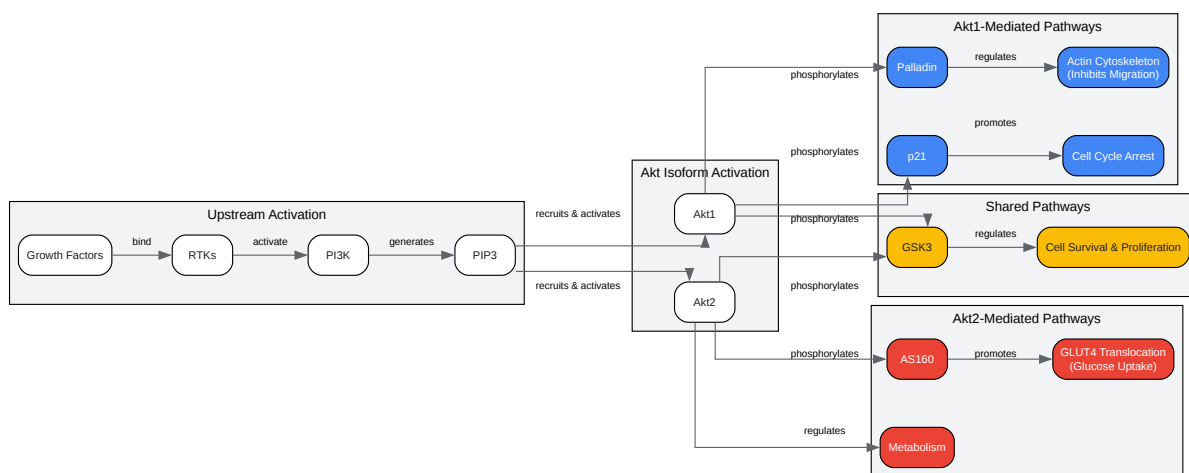 Akt1-Mediated Pathways
phosphorylates
Palladin
regulates
Actin Cytoskeleton
(Inhibits Migration)
phosphorylates
p21
promotes
Cell Cycle Arrest
Akt Isoform Activation
Akt1
Akt2
Upstream Activation
Growth Factors
bind
RTKs
activate
PI3K
generates
PIP3
recruits & activates
recruits & activates
Shared Pathways
phosphorylates
phosphorylates
GSK3
regulates
Cell Survival & Proliferation
Akt2-Mediated Pathways
phosphorylates
AS160
promotes
GLUT4 Translocation
(Glucose Uptake)
regulates
Metabolism